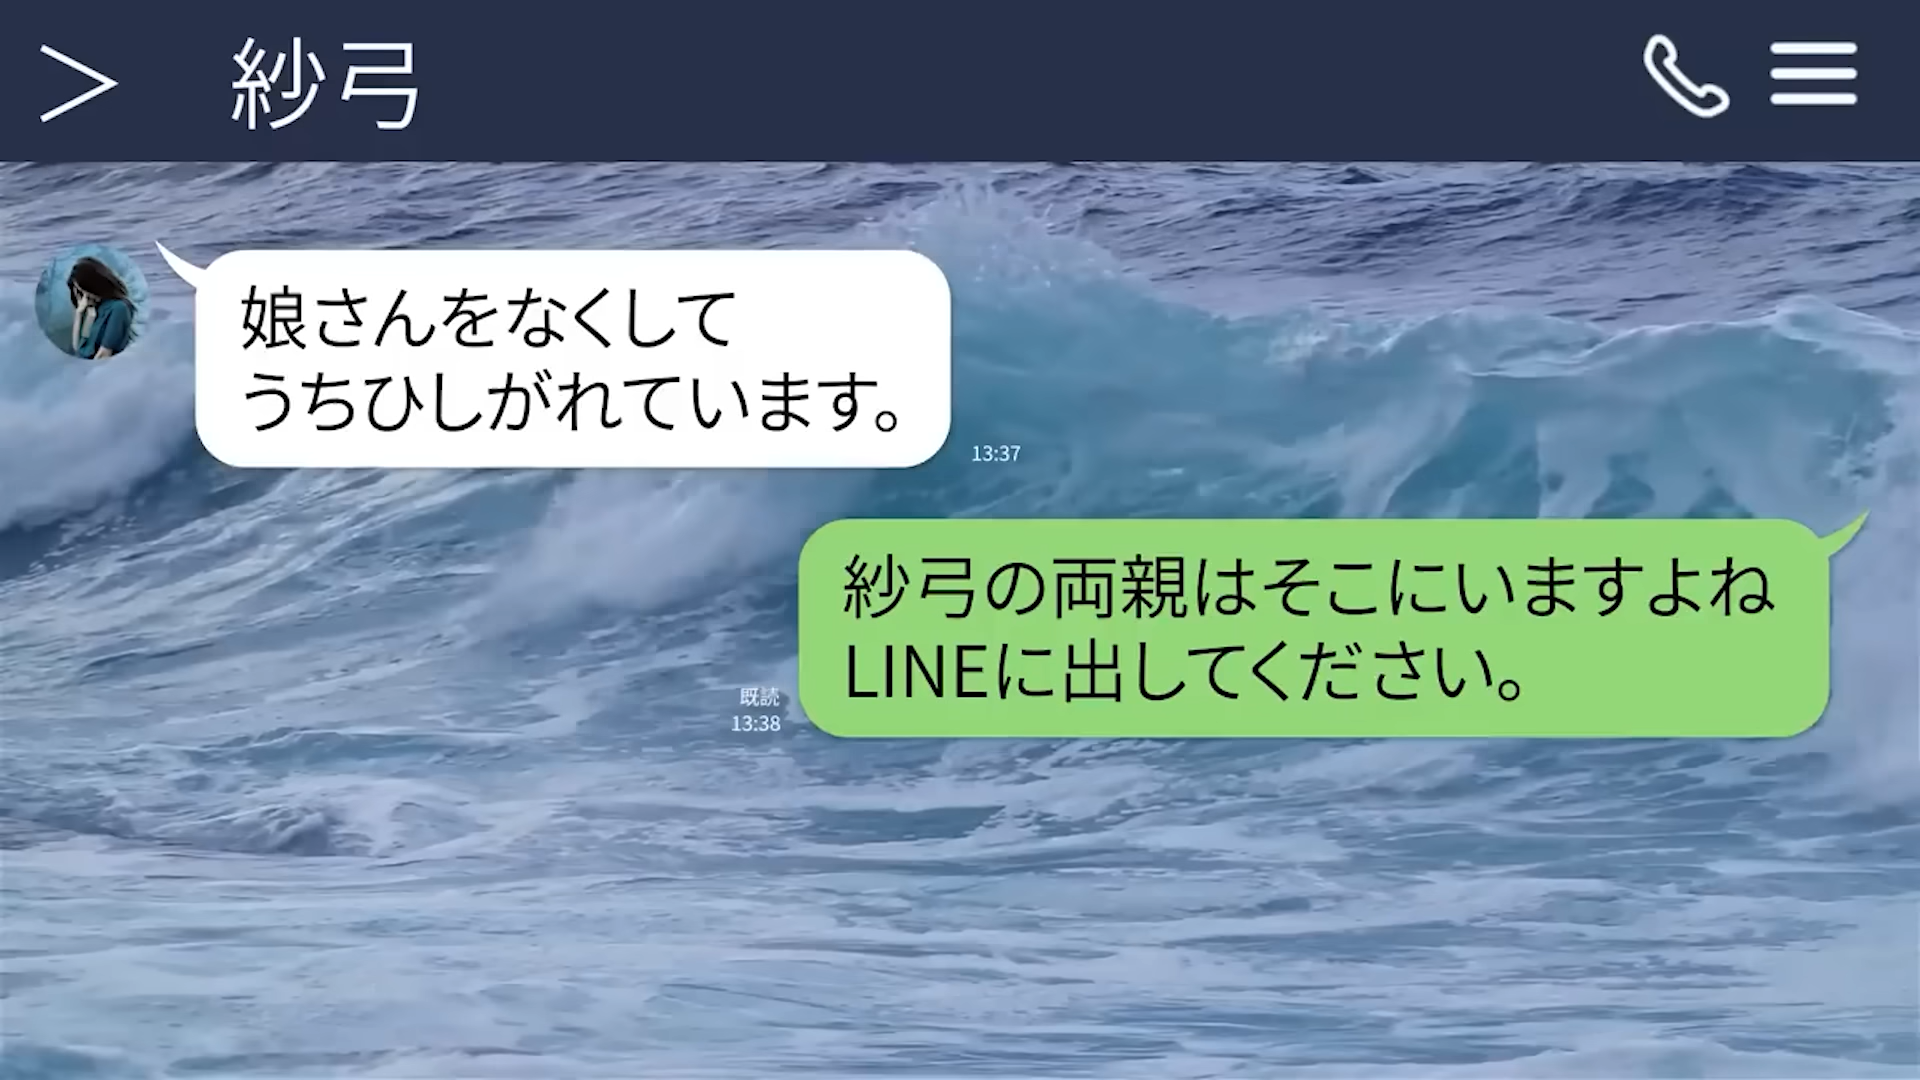 紗弓
娘さんをなくして
うちひしがれています。
13:37
紗弓の両親はそこにいますよね
LINEに出してください。
既読
13:38